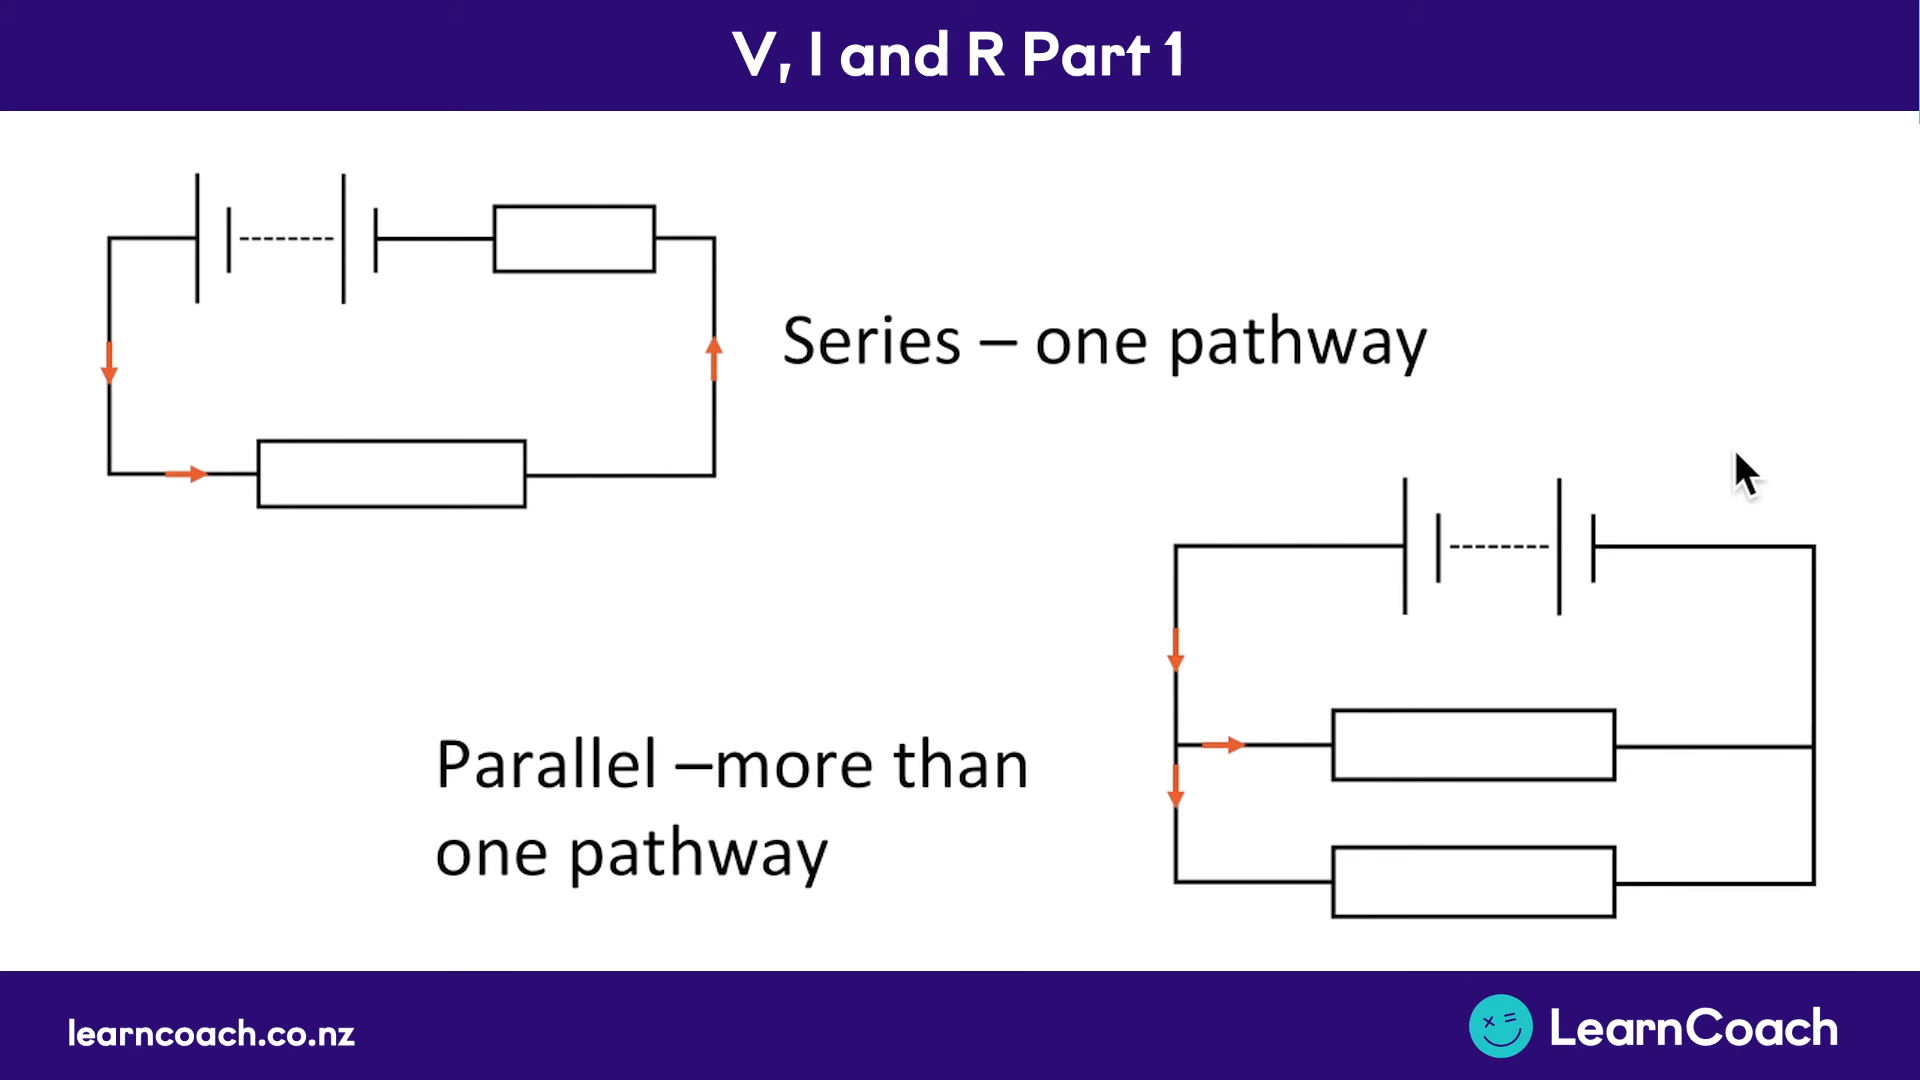 V, I and R Part 1
Series – one pathway
Parallel –more than
one pathway
learncoach.co.nz
LearnCoach